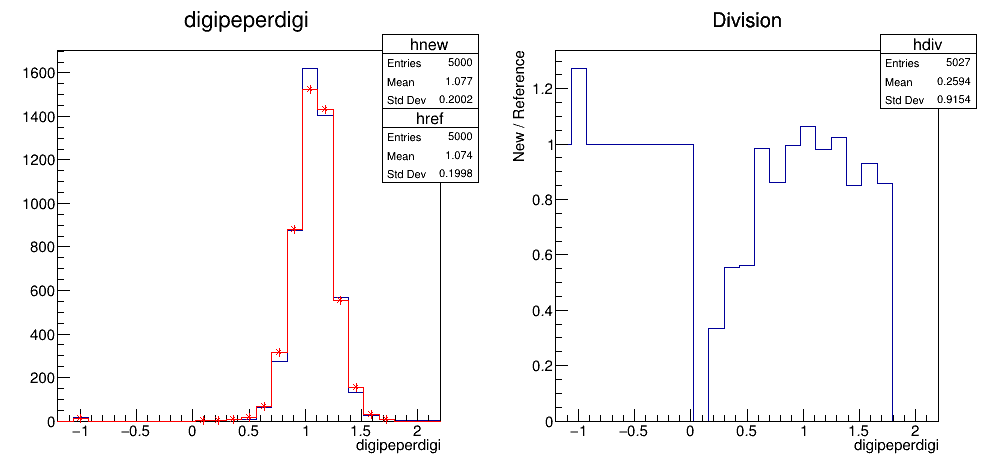 digipeperdigi
hnew
Entries 5000
Mean 1.077
Std Dev 0.2002
href
Entries 5000
Mean 1.074
Std Dev 0.1998
1600
1400
1200
1000
800
600
400
200
0
−1 −0.5 0 0.5 1 1.5 2
digipeperdigi
Division
hdiv
Entries 5027
Mean 0.2594
Std Dev 0.9154
New / Reference
1.2
1
0.8
0.6
0.4
0.2
0
−1 −0.5 0 0.5 1 1.5 2
digipeperdigi